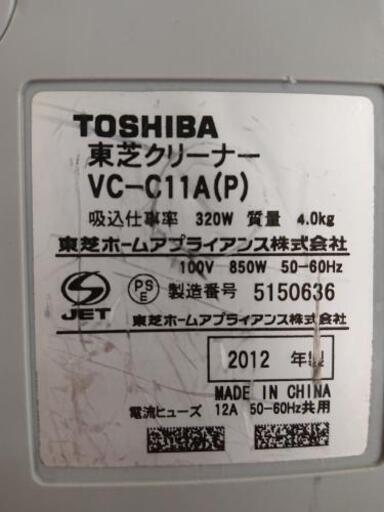 TOSHIBA
東芝クリーナー
VC-C11A(P)
吸込仕事率 320W 質量 4.0kg
東芝ホームアプライアンス株式会社
100V 850W 50-60Hz
S JET PSE 製造番号 5150636
東芝ホームアプライアンス株式会社
2012 年製
MADE IN CHINA
電流ヒューズ 12A 50-60Hz共用